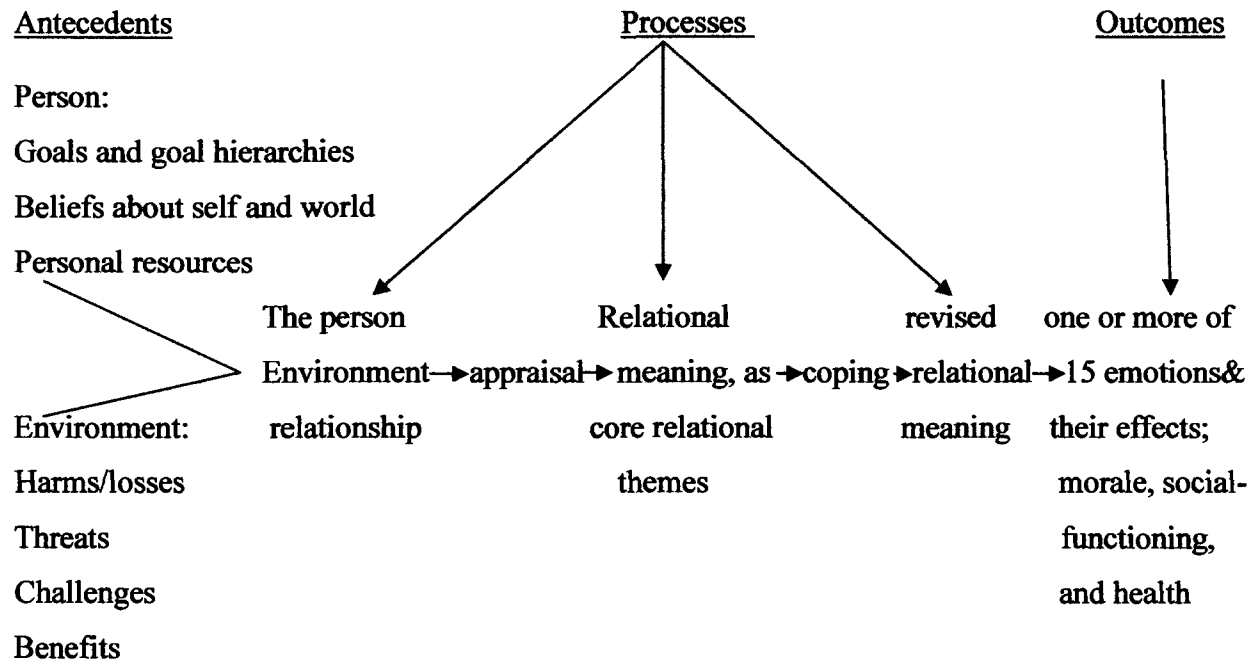 Antecedents Processes Outcomes
Person:
Goals and goal hierarchies
Beliefs about self and world
Personal resources
The person Relational revised one or more of
Environment appraisal meaning, as coping relational 15 emotions&
Environment: relationship core relational meaning their effects;
Harms/losses themes morale, social-
Threats functioning,
Challenges and health
Benefits